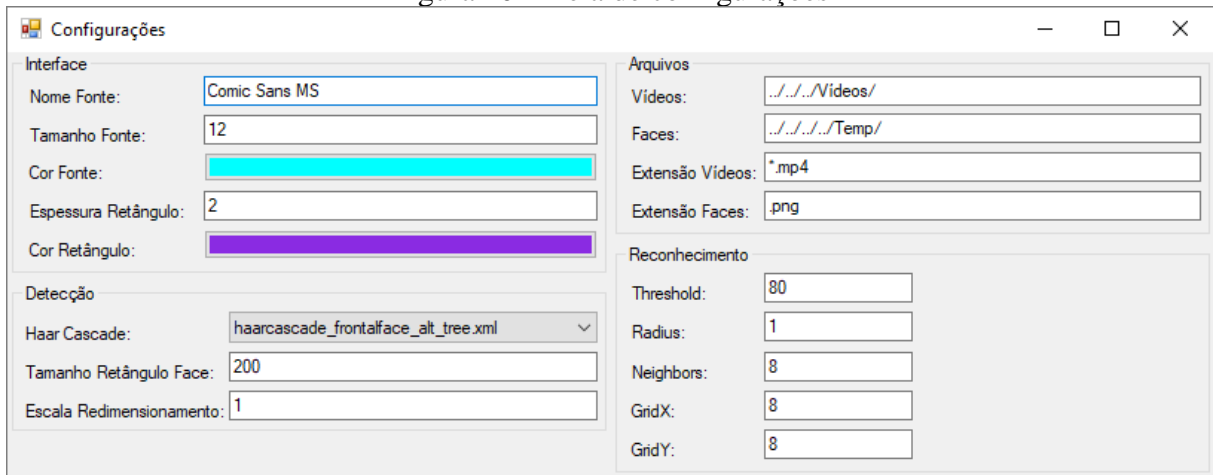 Configurações
Interface
Nome Fonte: Comic Sans MS
Tamanho Fonte: 12
Cor Fonte:
Espessura Retângulo: 2
Cor Retângulo:
Detecção
Haar Cascade: haarcascade_frontalface_alt_tree.xml
Tamanho Retângulo Face: 200
Escala Redimensionamento: 1
Arquivos
Vídeos: ../../../Vídeos/
Faces: ../../../../Temp/
Extensão Vídeos: *.mp4
Extensão Faces: .png
Reconhecimento
Threshold: 80
Radius: 1
Neighbors: 8
GridX: 8
GridY: 8